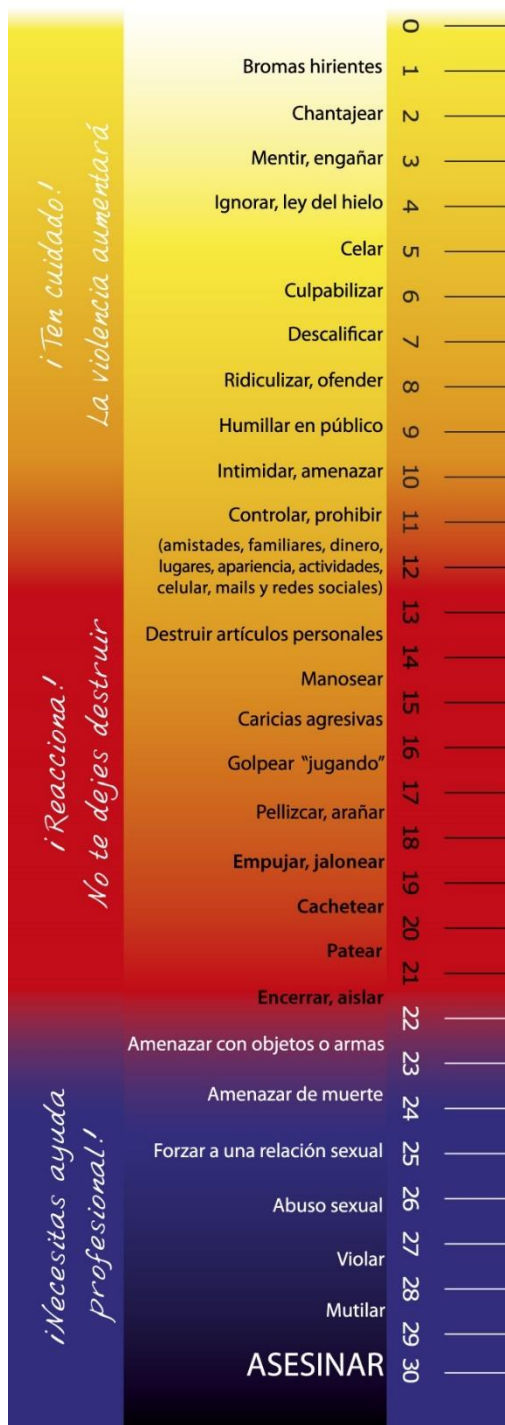 ¡Ten cuidado!
La violencia aumentará
¡Reacciona!
No te dejes destruir
¡Necesitas ayuda
profesional!
0
Bromas hirientes 1
Chantajear 2
Mentir, engañar 3
Ignorar, ley del hielo 4
Celar 5
Culpabilizar 6
Descalificar 7
Ridiculizar, ofender 8
Humillar en público 9
Intimidar, amenazar 10
Controlar, prohibir 11
(amistades, familiares, dinero,
lugares, apariencia, actividades, 12
celular, mails y redes sociales)
13
Destruir artículos personales
14
Manosear
15
Caricias agresivas
16
Golpear "jugando"
17
Pellizcar, arañar
18
Empujar, jalonear
19
Cachetear
20
Patear
21
Encerrar, aislar
22
Amenazar con objetos o armas
23
Amenazar de muerte
24
Forzar a una relación sexual 25
Abuso sexual 26
27
Violar
28
Mutilar
29
ASESINAR 30